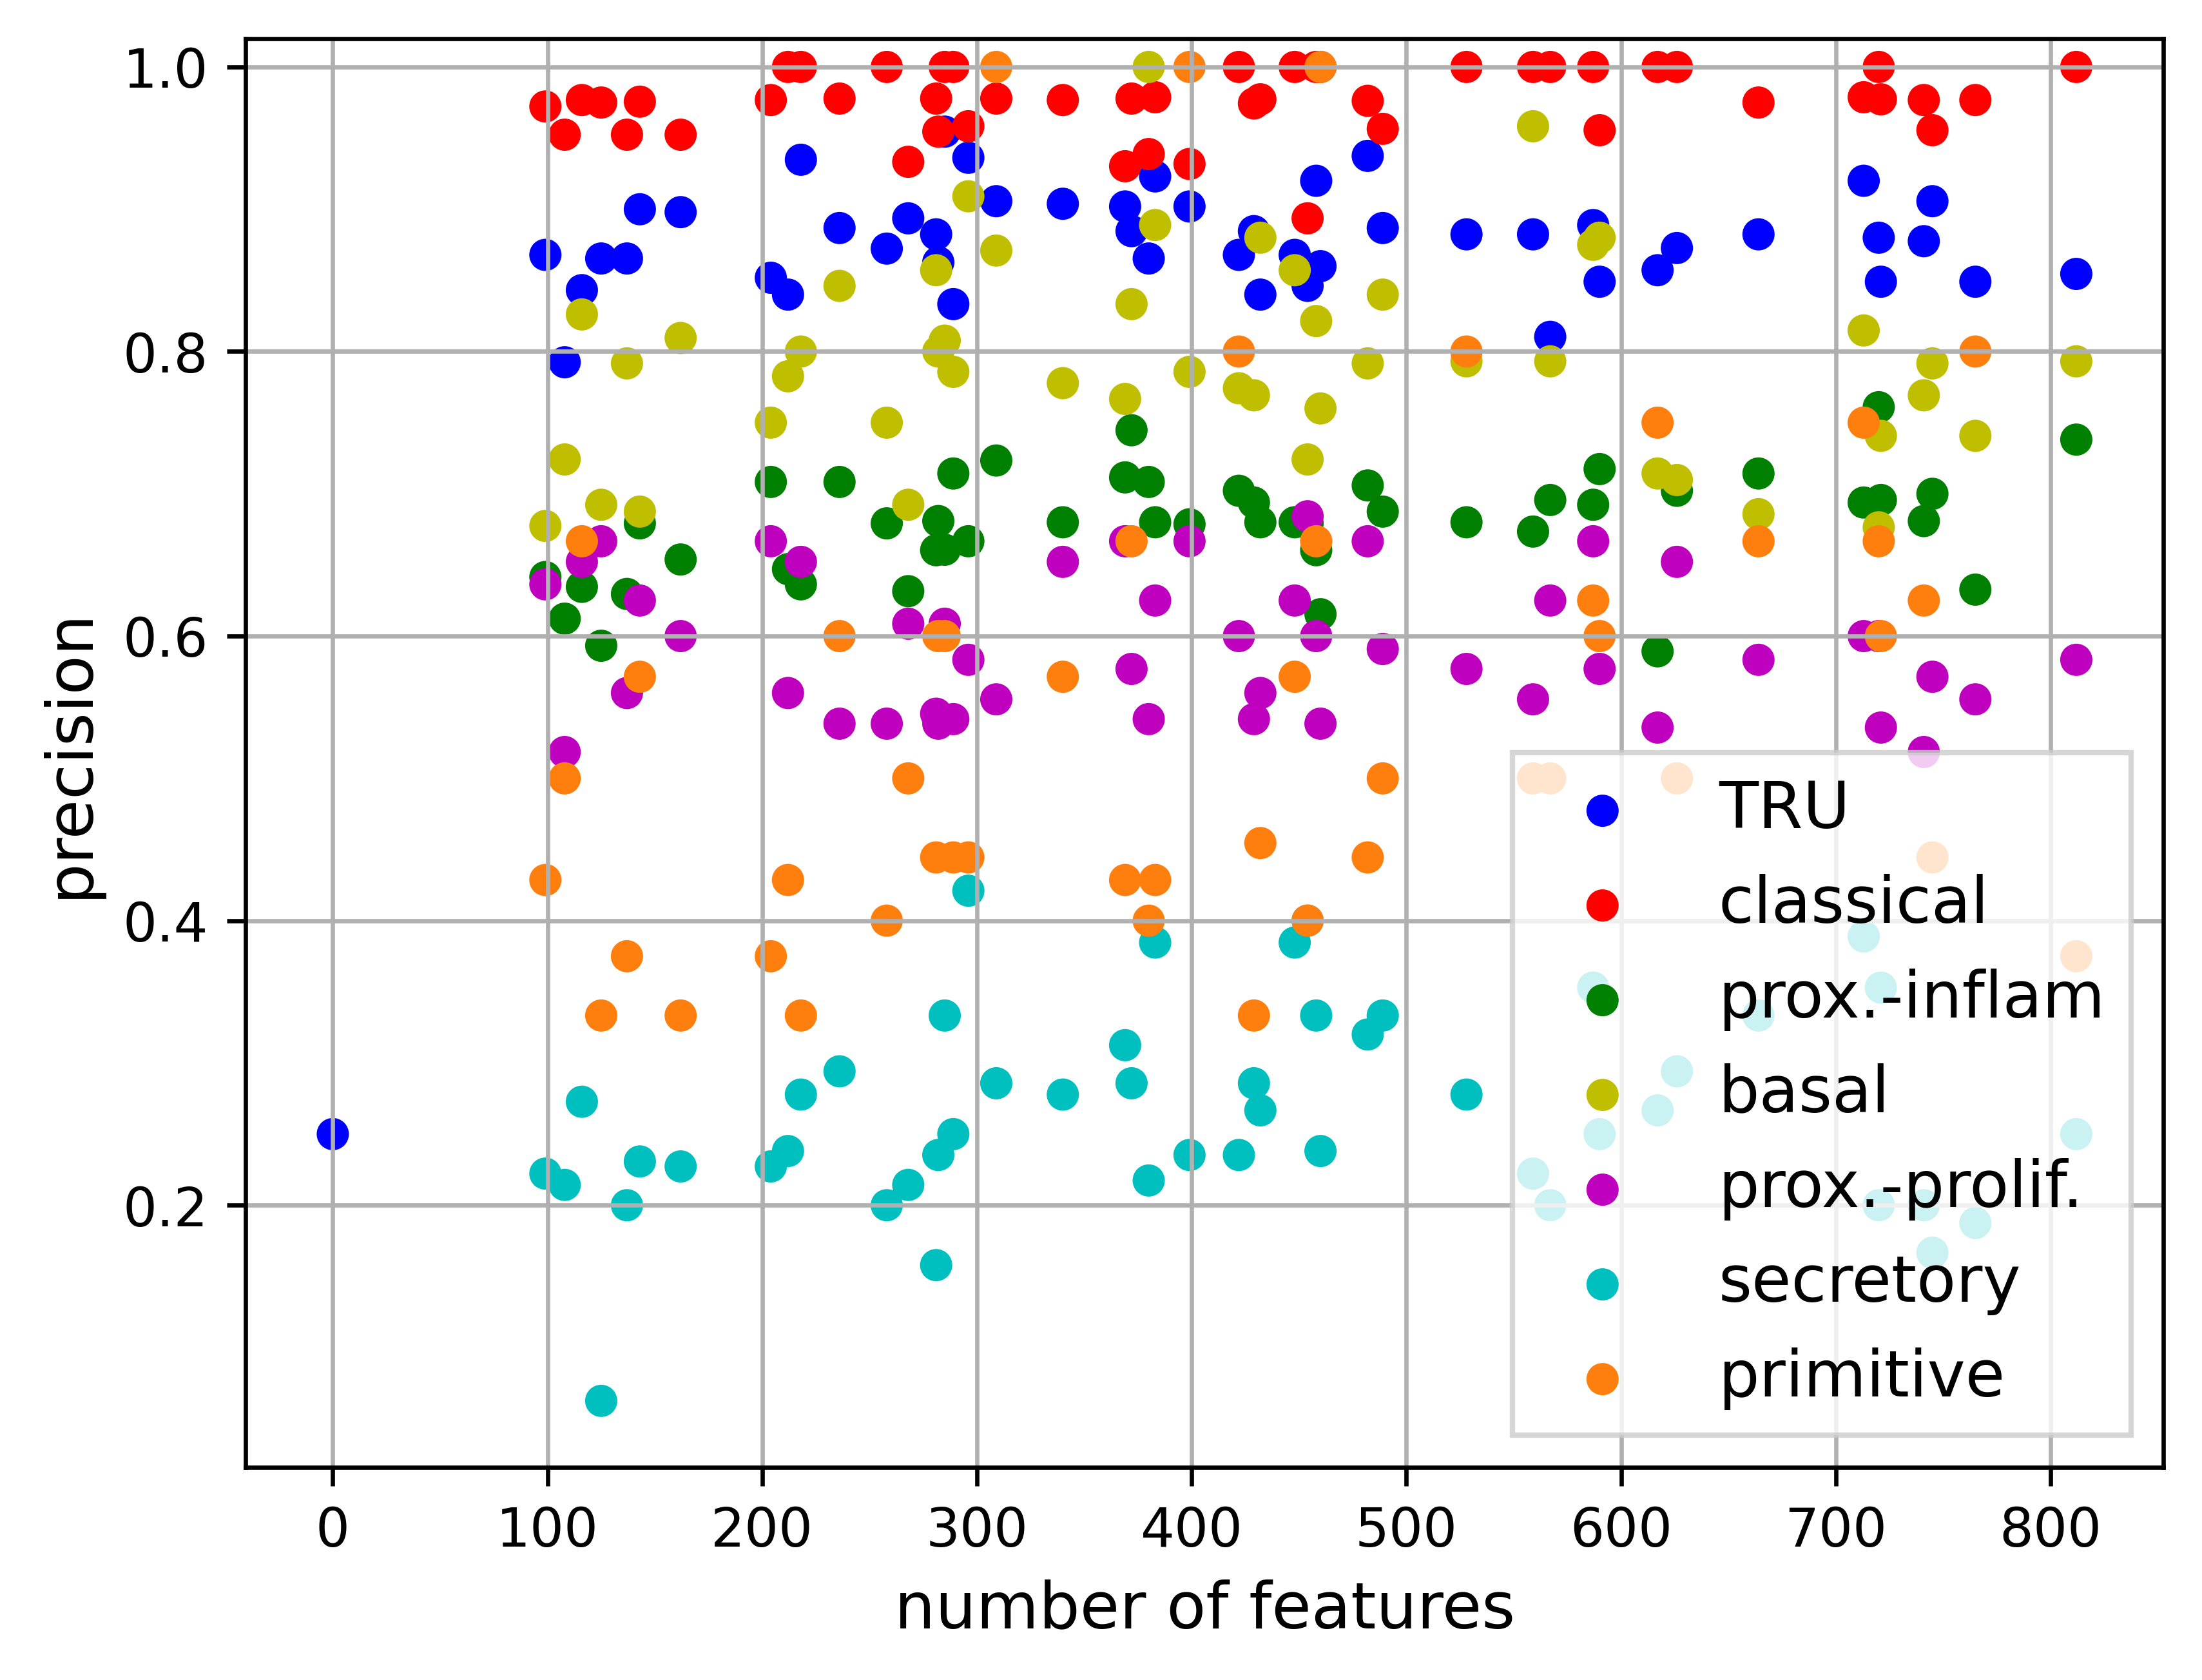 1.0
0.8
0.6
0.4
0.2
precision
0 100 200 300 400 500 600 700 800
number of features
TRU
classical
prox.-inflam
basal
prox.-prolif.
secretory
primitive